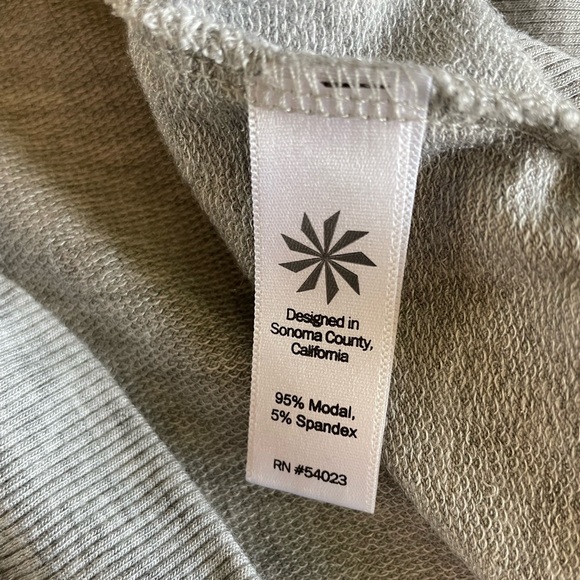 Designed in
Sonoma County,
California
95% Modal,
5% Spandex
RN #54023